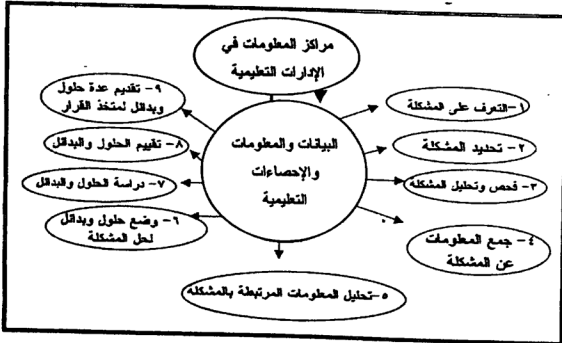 مراكز المعلومات في
الإدارات التعليمية
البيانات والمعلومات
والإحصاءات
التعليمية
١- التعرف على المشكلة
٢- تحديد المشكلة
٣- فحص وتحليل المشكلة
٤- جمع المعلومات
عن المشكلة
٥- تحليل المعلومات المرتبطة بالمشكلة
٦- وضع حلول وبدائل
لحل المشكلة
٧- دراسة الحلول والبدائل
٨- تقييم الحلول والبدائل
٩- تقديم عدة حلول
وبدائل لمتخذ القرار